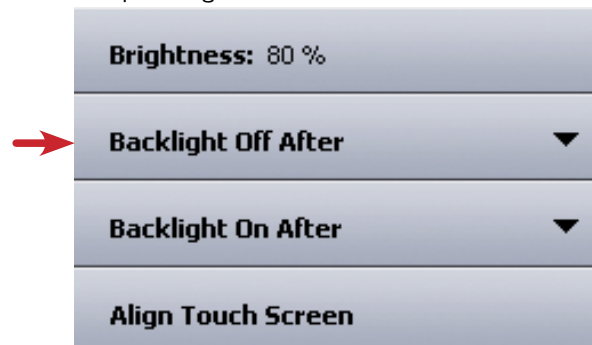 Brightness: 80 %
Backlight Off After
Backlight On After
Align Touch Screen